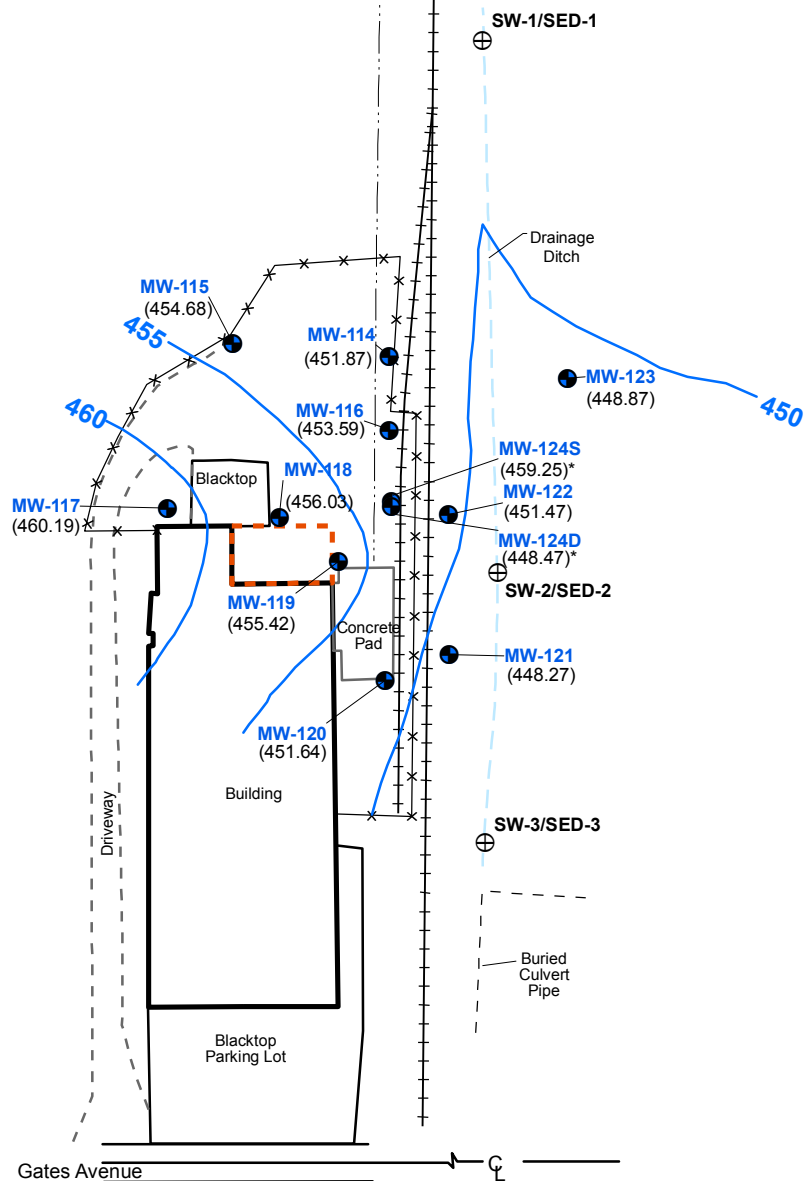 SW-1/SED-1
Drainage
Ditch
MW-115
(454.68)
455
MW-114
(451.87)
MW-123
(448.87)
450
460
MW-116
(453.59)
MW-124S
(459.25)*
Blacktop
MW-118
(456.03)
MW-122
(451.47)
MW-117
(460.19)
MW-124D
(448.47)*
SW-2/SED-2
MW-119
(455.42)
Concrete
Pad
MW-121
(448.27)
MW-120
(451.64)
Building
Driveway
SW-3/SED-3
Buried
Culvert
Pipe
Blacktop
Parking Lot
Gates Avenue
CL